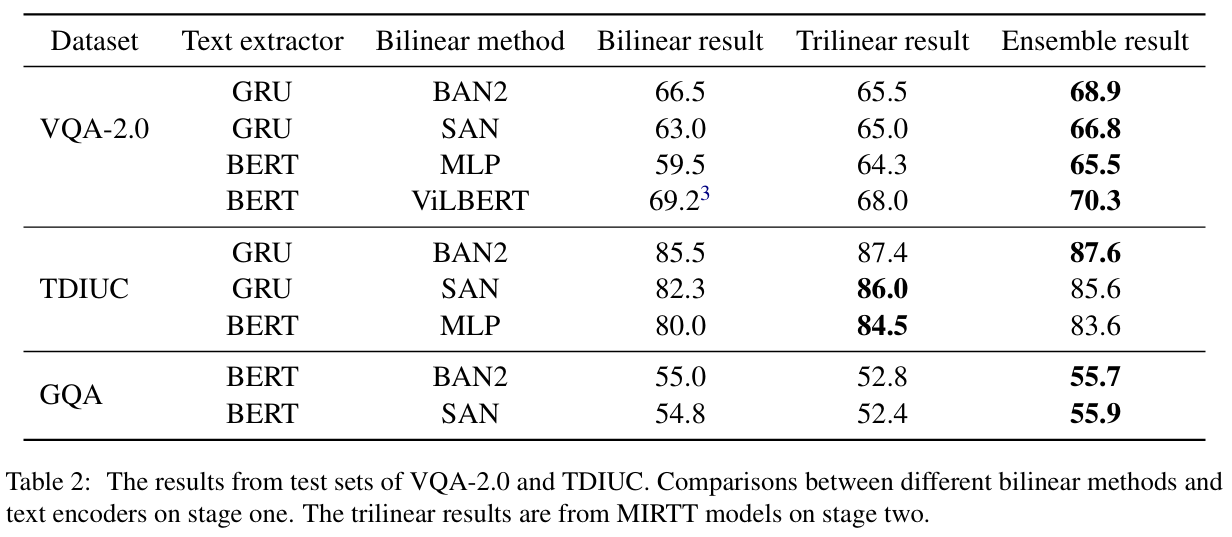 Dataset Text extractor Bilinear method Bilinear result Trilinear result Ensemble result
GRU BAN2 66.5 65.5 68.9
VQA-2.0 GRU SAN 63.0 65.0 66.8
BERT MLP 59.5 64.3 65.5
BERT ViLBERT 69.2³ 68.0 70.3
GRU BAN2 85.5 87.4 87.6
TDIUC GRU SAN 82.3 86.0 85.6
BERT MLP 80.0 84.5 83.6
GQA BERT BAN2 55.0 52.8 55.7
BERT SAN 54.8 52.4 55.9
Table 2: The results from test sets of VQA-2.0 and TDIUC. Comparisons between different bilinear methods and
text encoders on stage one. The trilinear results are from MIRTT models on stage two.